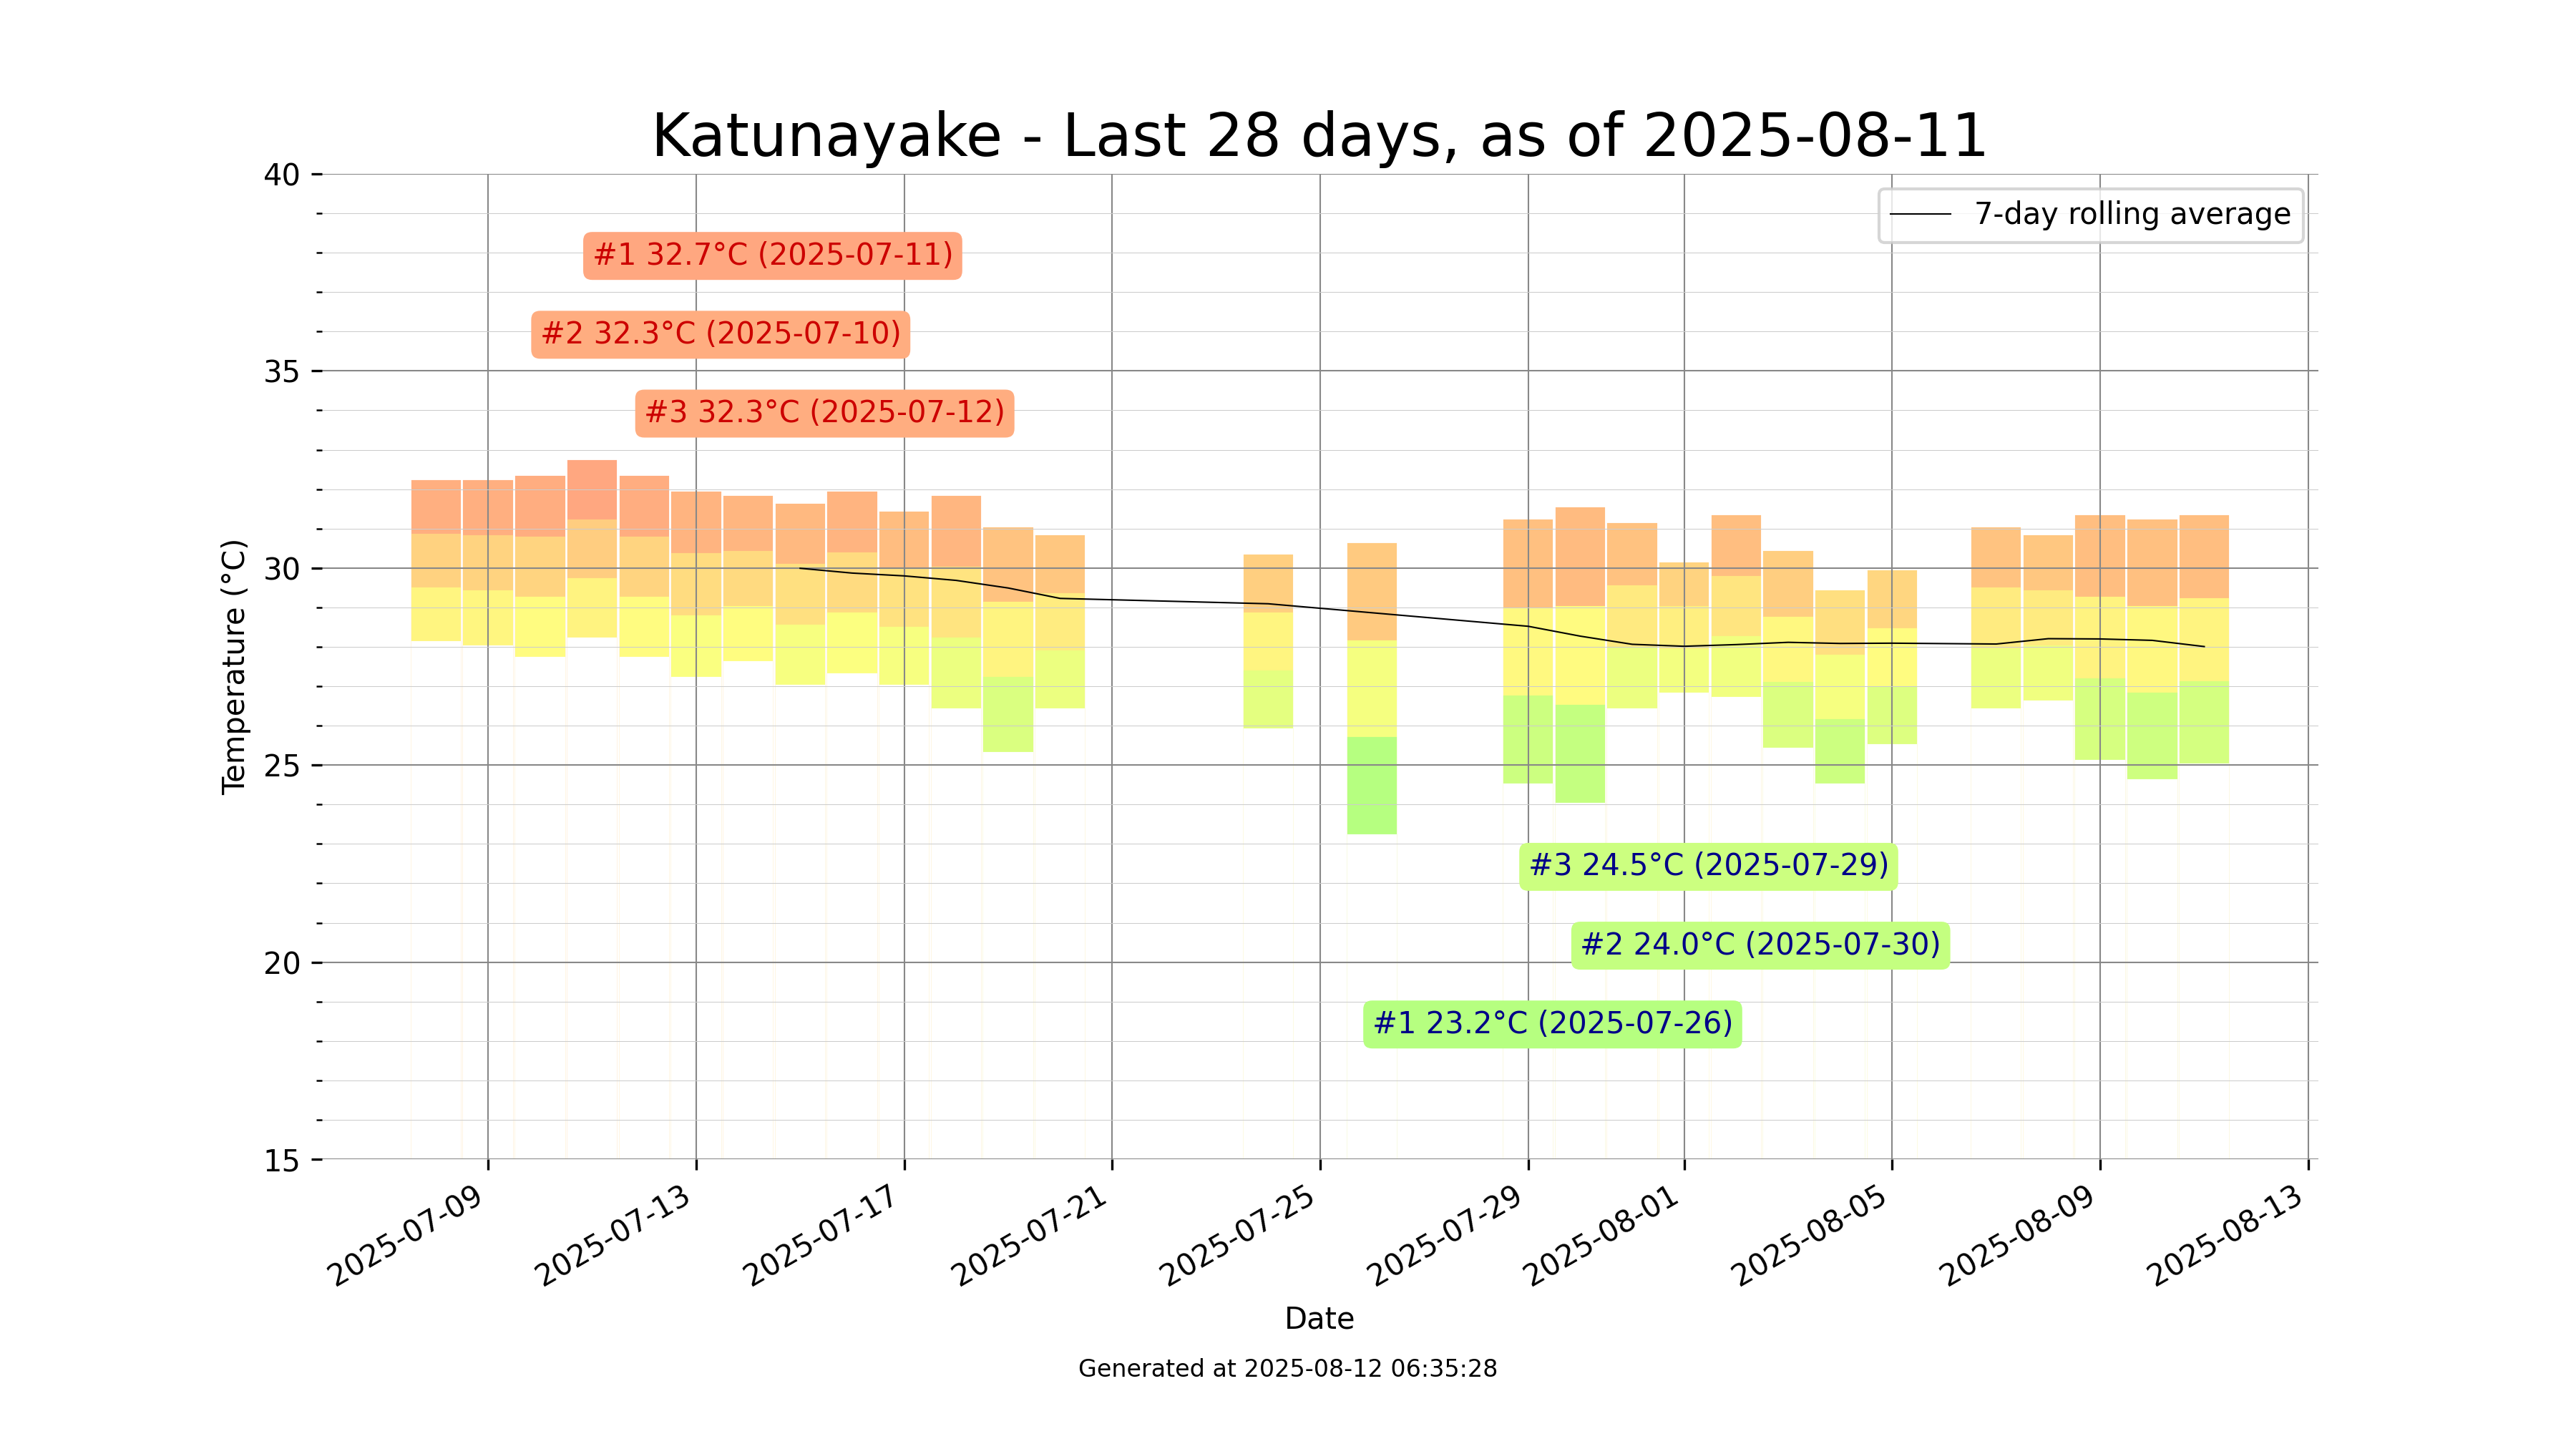 Katunayake - Last 28 days, as of 2025-08-11
40
7-day rolling average
#1 32.7°C (2025-07-11)
#2 32.3°C (2025-07-10)
35
#3 32.3°C (2025-07-12)
30
Temperature (°C)
25
#3 24.5°C (2025-07-29)
#2 24.0°C (2025-07-30)
20
#1 23.2°C (2025-07-26)
15
2025-07-09
2025-07-13
2025-07-17
2025-07-21
2025-07-25
2025-07-29
2025-08-01
2025-08-05
2025-08-09
2025-08-13
Date
Generated at 2025-08-12 06:35:28